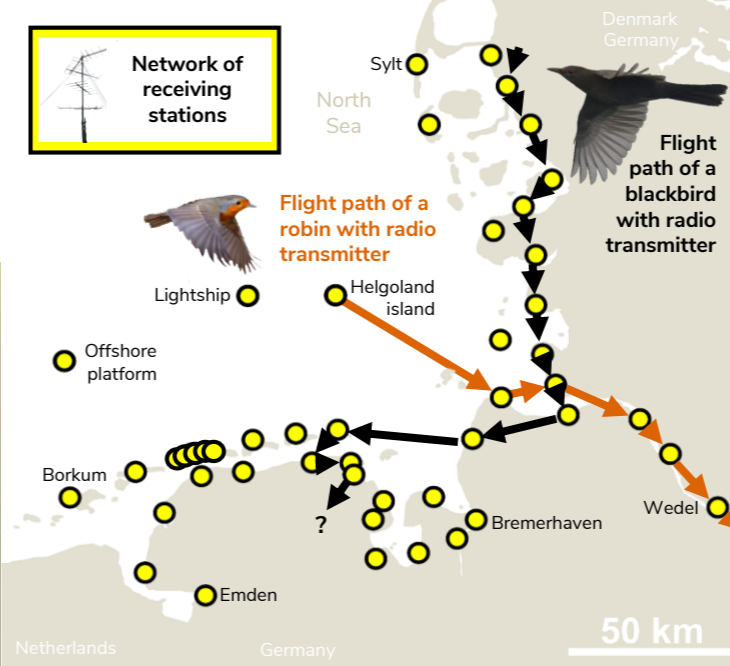 Network of
receiving
stations
Denmark
Germany
Sylt
North
Sea
Flight
path of a
blackbird
with radio
transmitter
Flight path of a
robin with radio
transmitter
Lightship
Helgoland
island
Offshore
platform
Borkum
Wedel
?
Bremerhaven
Emden
50 km
Netherlands
Germany